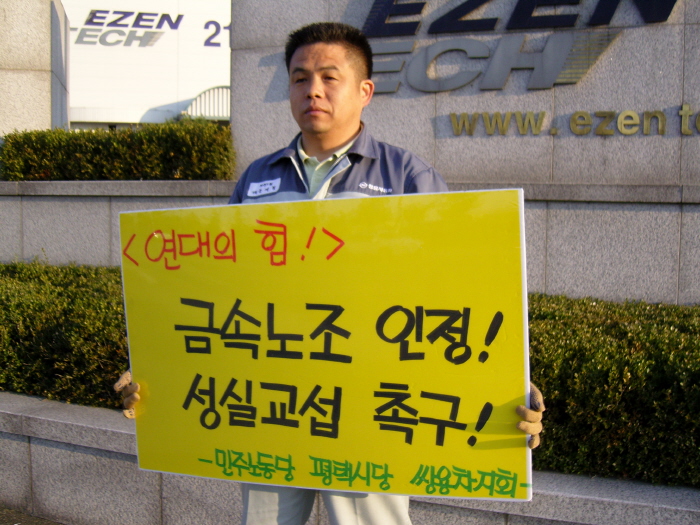 EZEN
TECH
21
EZEN
TECH
www.ezente
<연대의 힘!>
금속노조 인정!
성실교섭 촉구!
-민주노동당 평택시당 쌍용차지회-